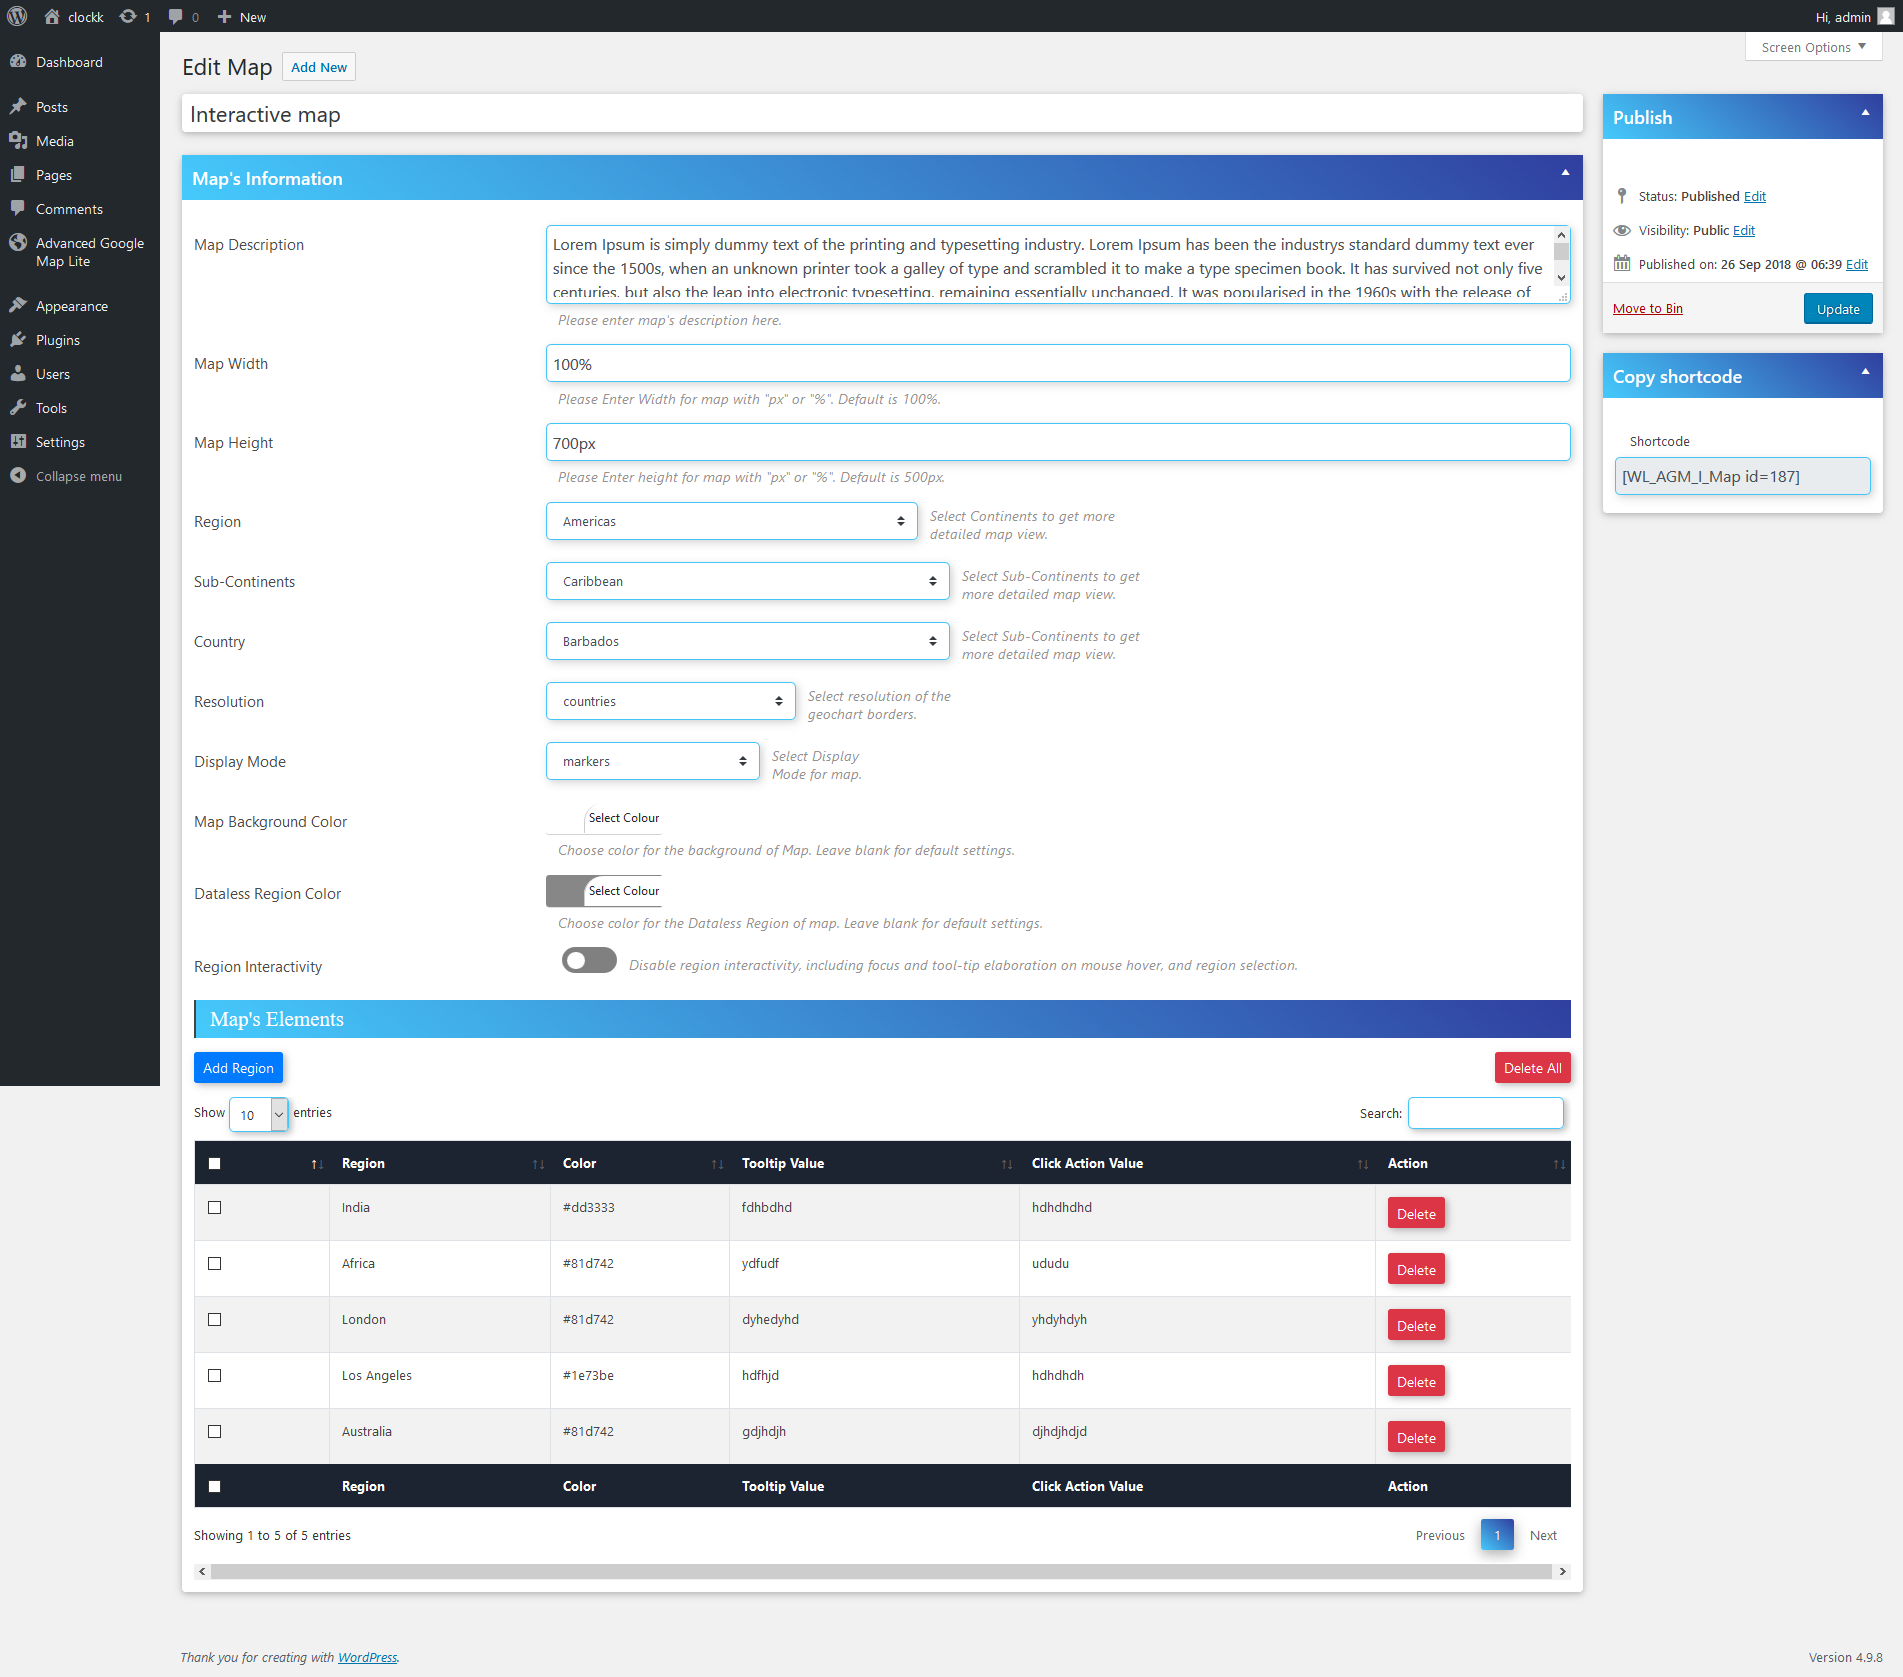 clockk 1 0 New
Hi, admin
Screen Options
Dashboard
Posts
Media
Pages
Comments
Advanced Google
Map Lite
Appearance
Plugins
Users
Tools
Settings
Collapse menu
Edit Map Add New
Interactive map
Map's Information
Map Description
Lorem Ipsum is simply dummy text of the printing and typesetting industry. Lorem Ipsum has been the industrys standard dummy text ever
since the 1500s, when an unknown printer took a galley of type and scrambled it to make a type specimen book. It has survived not only five
centuries, but also the leap into electronic typesetting, remaining essentially unchanged. It was popularised in the 1960s with the release of
Please enter map's description here.
Map Width
100%
Please Enter Width for map with "px" or "%". Default is 100%.
Map Height
700px
Please Enter height for map with "px" or "%". Default is 500px.
Region
Americas
Select Continents to get more
detailed map view.
Sub-Continents
Caribbean
Select Sub-Continents to get
more detailed map view.
Country
Barbados
Select Sub-Continents to get
more detailed map view.
Resolution
countries
Select resolution of the
geochart borders.
Display Mode
markers
Select Display
Mode for map.
Map Background Color
Select Colour
Choose color for the background of Map. Leave blank for default settings.
Dataless Region Color
Select Colour
Choose color for the Dataless Region of map. Leave blank for default settings.
Region Interactivity
Disable region interactivity, including focus and tool-tip elaboration on mouse hover, and region selection.
Map's Elements
Add Region
Delete All
Show 10 entries
Search:
Region Color Tooltip Value Click Action Value Action
India #dd3333 fdhbdhd hdhdhdhd Delete
Africa #81d742 ydfudf ududu Delete
London #81d742 dyhedyhd yhdyhdyh Delete
Los Angeles #1e73be hdfhjd hdhdhdh Delete
Australia #81d742 gdjhdjh djhdjhdjd Delete
Region Color Tooltip Value Click Action Value Action
Showing 1 to 5 of 5 entries
Previous 1 Next
Publish
Status: Published Edit
Visibility: Public Edit
Published on: 26 Sep 2018 @ 06:39 Edit
Move to Bin
Update
Copy shortcode
Shortcode
[WL_AGM_I_Map id=187]
Thank you for creating with WordPress.
Version 4.9.8